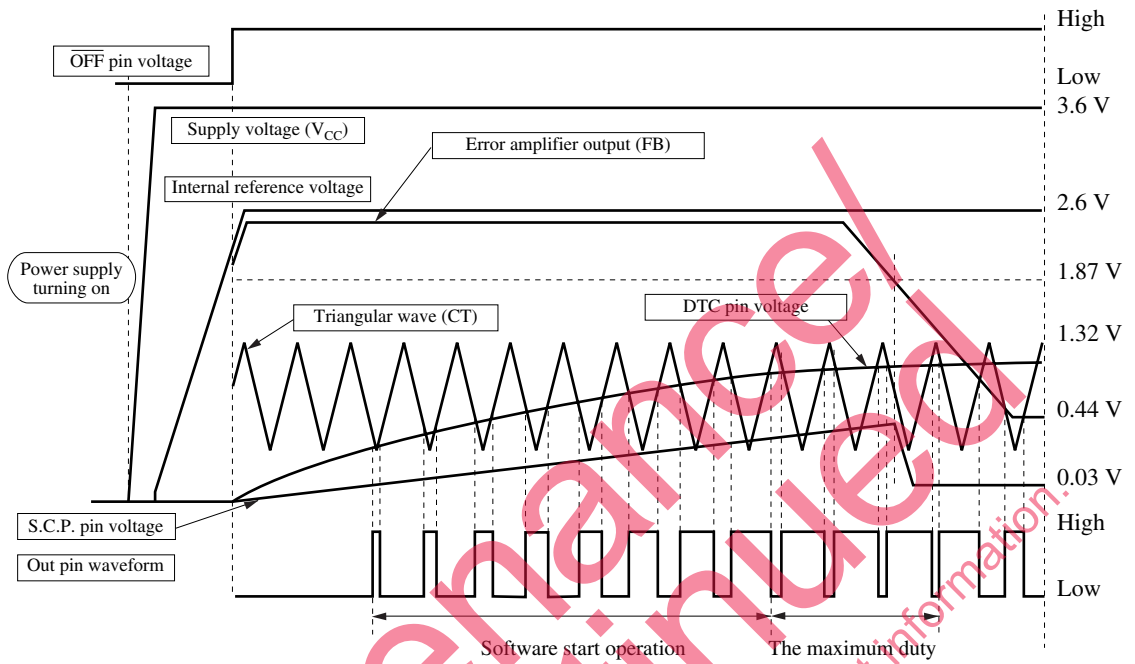 High
OFF pin voltage
Low
3.6 V
Supply voltage (VCC)
Error amplifier output (FB)
Internal reference voltage
2.6 V
Power supply
turning on
1.87 V
DTC pin voltage
Triangular wave (CT)
1.32 V
0.44 V
0.03 V
S.C.P. pin voltage
High
Out pin waveform
Low
Software start operation
The maximum duty